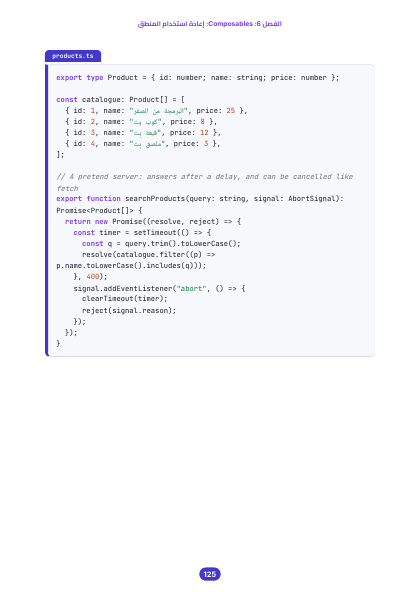 الفصل 6: Composables: إعادة استخدام المنطق
products.ts
export type Product = { id: number; name: string; price: number };
const catalogue: Product[] = [
{ id: 1, name: "البرمجة من الصفر", price: 25 },
{ id: 2, name: "كوب بِت", price: 8 },
{ id: 3, name: "قبعة بِت", price: 12 },
{ id: 4, name: "ملصق بِت", price: 3 },
];
// A pretend server: answers after a delay, and can be cancelled like
fetch
export function searchProducts(query: string, signal: AbortSignal):
Promise<Product[]> {
return new Promise((resolve, reject) => {
const timer = setTimeout(() => {
const q = query.trim().toLowerCase();
resolve(catalogue.filter((p) =>
p.name.toLowerCase().includes(q)));
}, 400);
signal.addEventListener("abort", () => {
clearTimeout(timer);
reject(signal.reason);
});
});
}
125